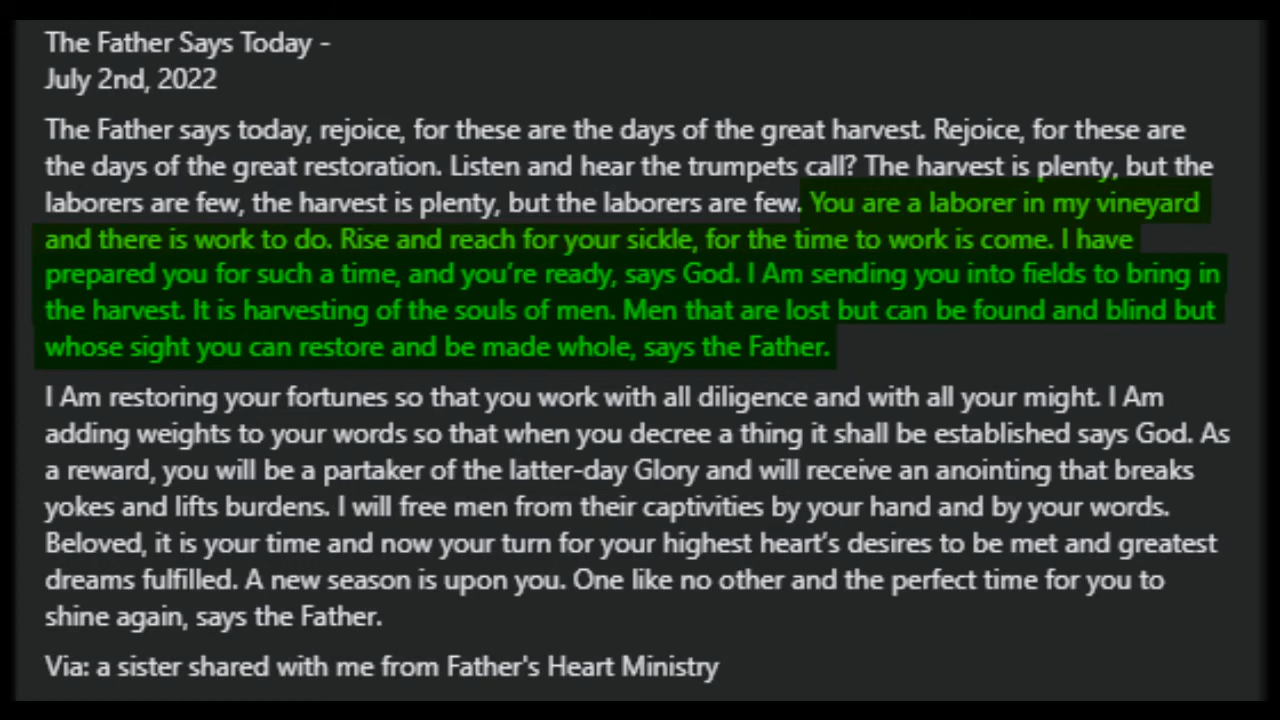 The Father Says Today -
July 2nd, 2022
The Father says today, rejoice, for these are the days of the great harvest. Rejoice, for these are
the days of the great restoration. Listen and hear the trumpets call? The harvest is plenty, but the
laborers are few, the harvest is plenty, but the laborers are few. You are a laborer in my vineyard
and there is work to do. Rise and reach for your sickle, for the time to work is come. I have
prepared you for such a time, and you're ready, says God. I Am sending you into fields to bring in
the harvest. It is harvesting of the souls of men. Men that are lost but can be found and blind but
whose sight you can restore and be made whole, says the Father.
I Am restoring your fortunes so that you work with all diligence and with all your might. I Am
adding weights to your words so that when you decree a thing it shall be established says God. As
a reward, you will be a partaker of the latter-day Glory and will receive an anointing that breaks
yokes and lifts burdens. I will free men from their captivities by your hand and by your words.
Beloved, it is your time and now your turn for your highest heart's desires to be met and greatest
dreams fulfilled. A new season is upon you. One like no other and the perfect time for you to
shine again, says the Father.
Via: a sister shared with me from Father's Heart Ministry